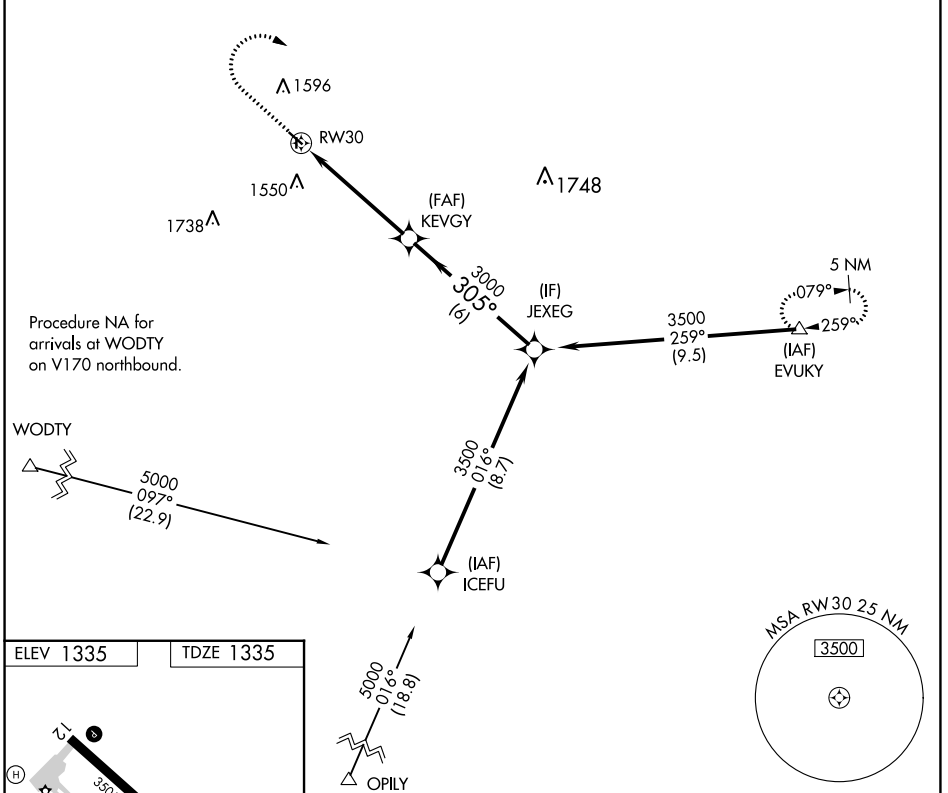 1596
RW30
1550
1738
1748
(FAF)
KEVGY
3000
305°
(6)
(IF)
JEXEG
3500
259°
(9.5)
5 NM
079°
259°
(IAF)
EVUKY
Procedure NA for
arrivals at WODTY
on V170 northbound.
WODTY
5000
097°
(22.9)
3500
016°
(8.7)
(IAF)
ICEFU
5000
016°
(18.8)
OPILY
MSA RW30 25 NM
3500
ELEV 1335
TDZE 1335
12
P
H